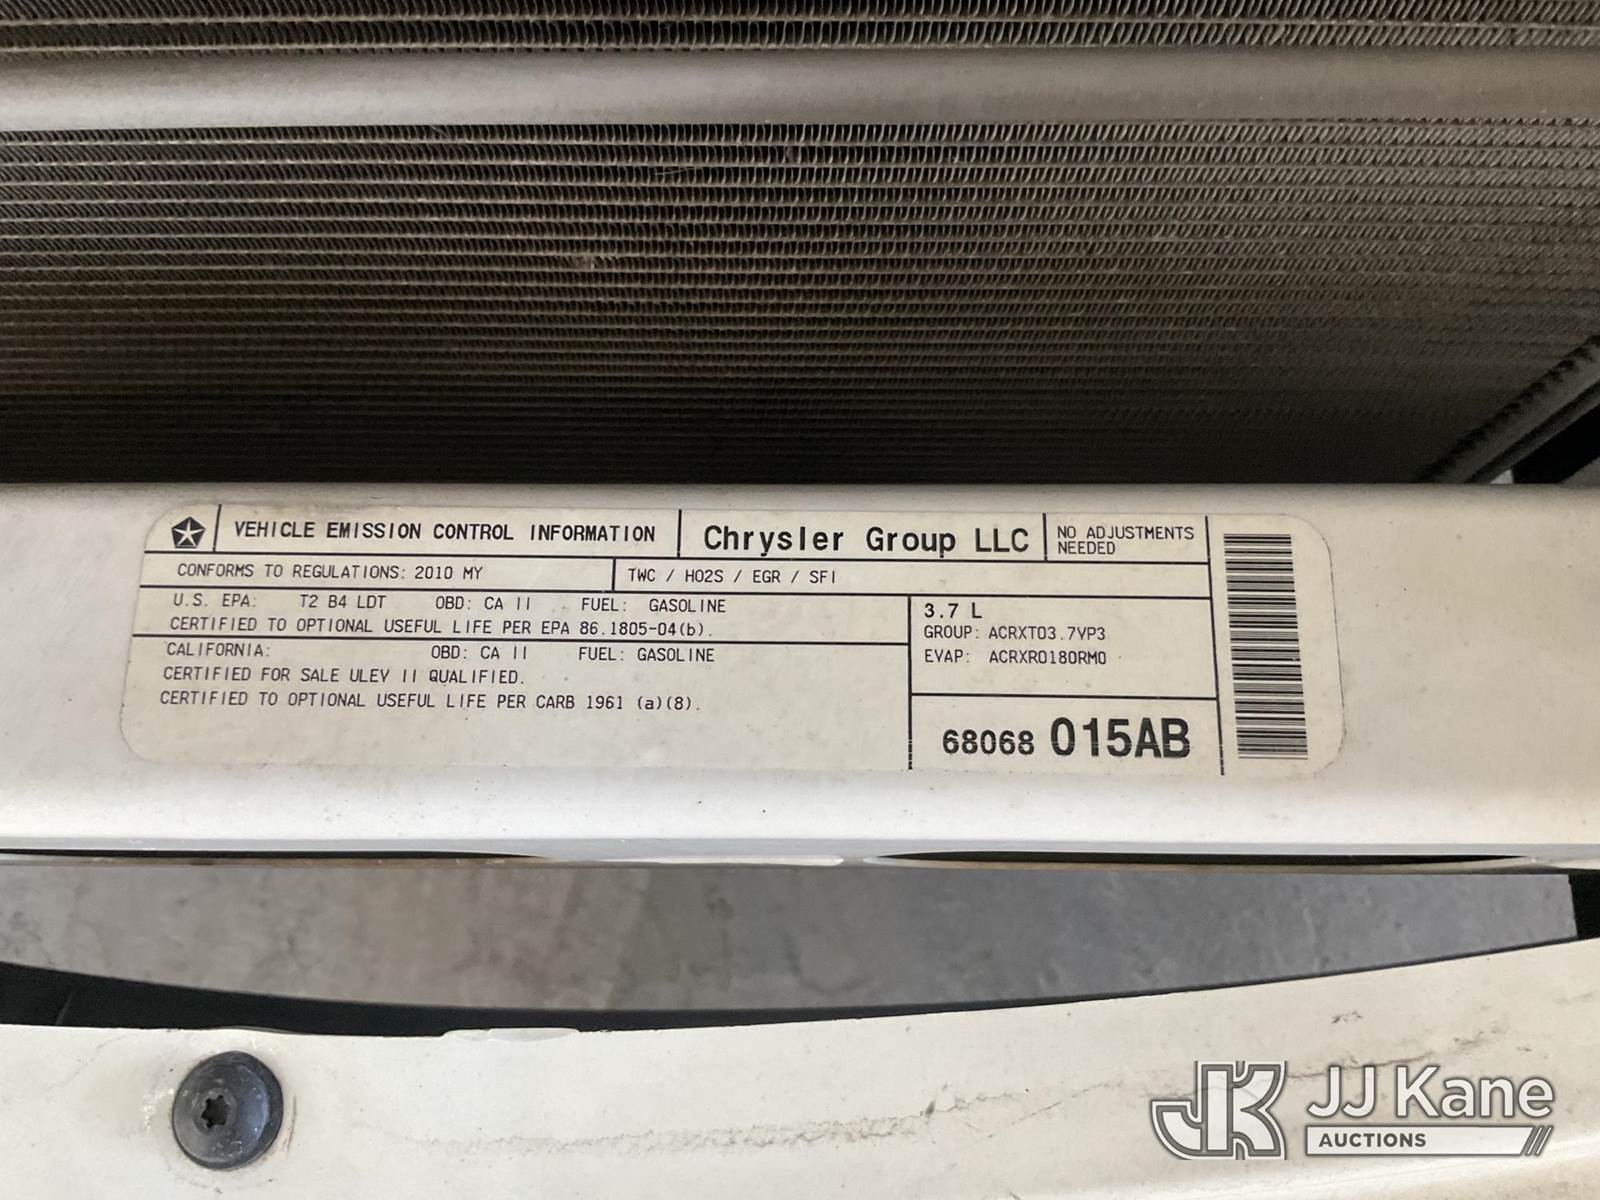 VEHICLE EMISSION CONTROL INFORMATION
Chrysler Group LLC
NO ADJUSTMENTS
NEEDED
CONFORMS TO REGULATIONS: 2010 MY
TWC / HO2S / EGR / SFI
U.S. EPA: T2 B4 LDT OBD: CA II FUEL: GASOLINE
CERTIFIED TO OPTIONAL USEFUL LIFE PER EPA 86.1805-04(b).
CALIFORNIA: OBD: CA II FUEL: GASOLINE
CERTIFIED FOR SALE ULEV II QUALIFIED.
CERTIFIED TO OPTIONAL USEFUL LIFE PER CARB 1961 (a)(8).
3.7 L
GROUP: ACRXT03.7VP3
EVAP: ACRXR0180RM0
68068 015AB
JK JJ Kane
AUCTIONS